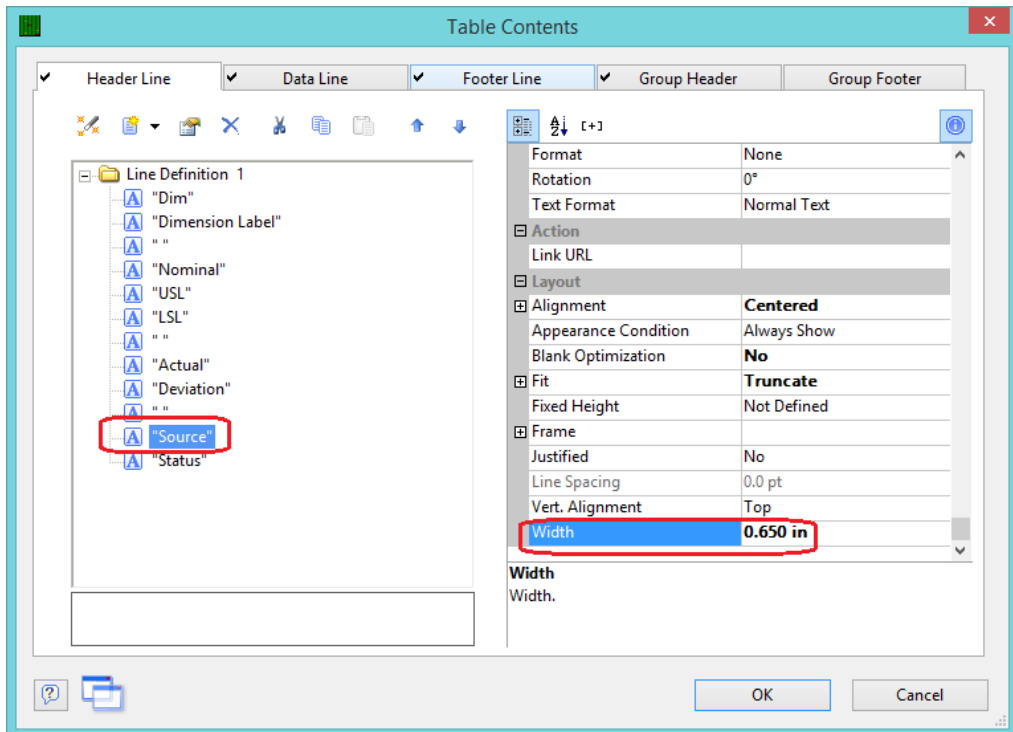 Table Contents
Header Line
Data Line
Footer Line
Group Header
Group Footer
Line Definition 1
"Dim"
"Dimension Label"
" "
"Nominal"
"USL"
"LSL"
" "
"Actual"
"Deviation"
" "
"Source"
"Status"
[+]
Format None
Rotation 0°
Text Format Normal Text
Action
Link URL
Layout
Alignment Centered
Appearance Condition Always Show
Blank Optimization No
Fit Truncate
Fixed Height Not Defined
Frame
Justified No
Line Spacing 0.0 pt
Vert. Alignment Top
Width 0.650 in
Width
Width.
OK
Cancel